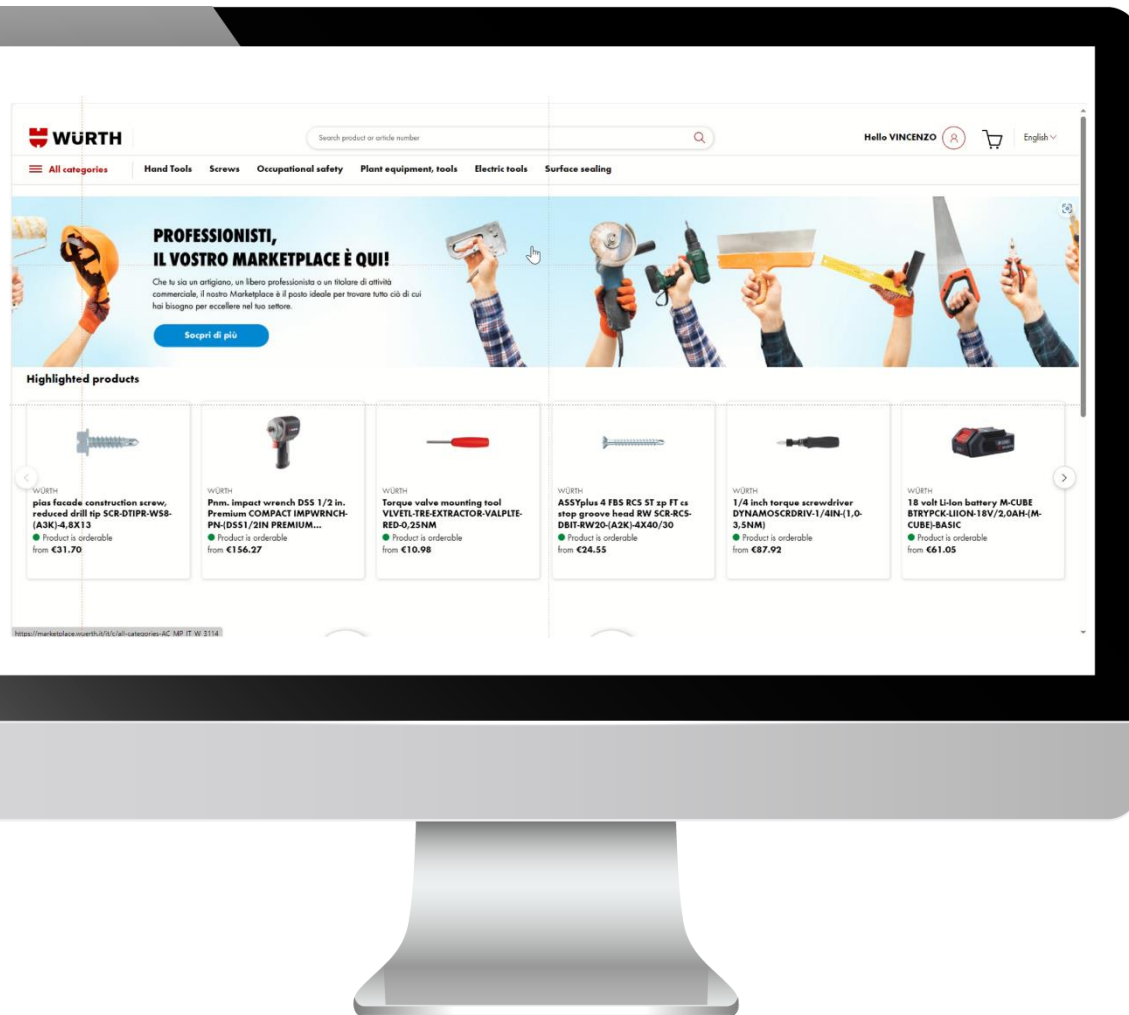 WÜRTH
Search product or article number
Hello VINCENZO
English
All categories
Hand Tools
Screws
Occupational safety
Plant equipment, tools
Electric tools
Surface sealing
PROFESSIONISTI,
IL VOSTRO MARKETPLACE È QUI!
Che tu sia un artigiano, un libero professionista o un titolare di attività
commerciale, il nostro Marketplace è il posto ideale per trovare tutto ciò di cui
hai bisogno per eccellere nel tuo settore.
Socpri di più
Highlighted products
WÜRTH
pias facade construction screw,
reduced drill tip SCR-DTIPR-WS8-
(A3K)-4,8X13
Product is orderable
from €31.70
WÜRTH
Pnm. impact wrench DSS 1/2 in.
Premium COMPACT IMPWRNCH-
PN-(DSS1/2IN PREMIUM...
Product is orderable
from €156.27
WÜRTH
Torque valve mounting tool
VLVETL-TRE-EXTRACTOR-VALPLTE-
RED-0,25NM
Product is orderable
from €10.98
WÜRTH
ASSYplus 4 FBS RCS ST zp FT cs
stop groove head RW SCR-RCS-
DBIT-RW20-(A2K)-4X40/30
Product is orderable
from €24.55
WÜRTH
1/4 inch torque screwdriver
DYNAMOSCRDRIV-1/4IN-(1,0-
3,5NM)
Product is orderable
from €87.92
WÜRTH
18 volt Li-Ion battery M-CUBE
BTRYPCK-LIION-18V/2,0AH-(M-
CUBE)-BASIC
Product is orderable
from €61.05
https://marketplace.wuerth.it/it/c/all-categories-AC_MP_IT_W_3114